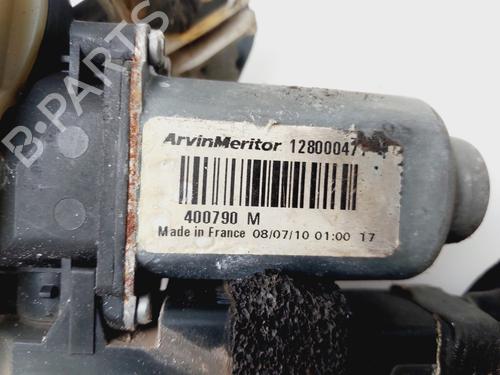 B-PARTS
ArvinMeritor 12800047
400790 M
Made in France 08/07/10 01:00 17